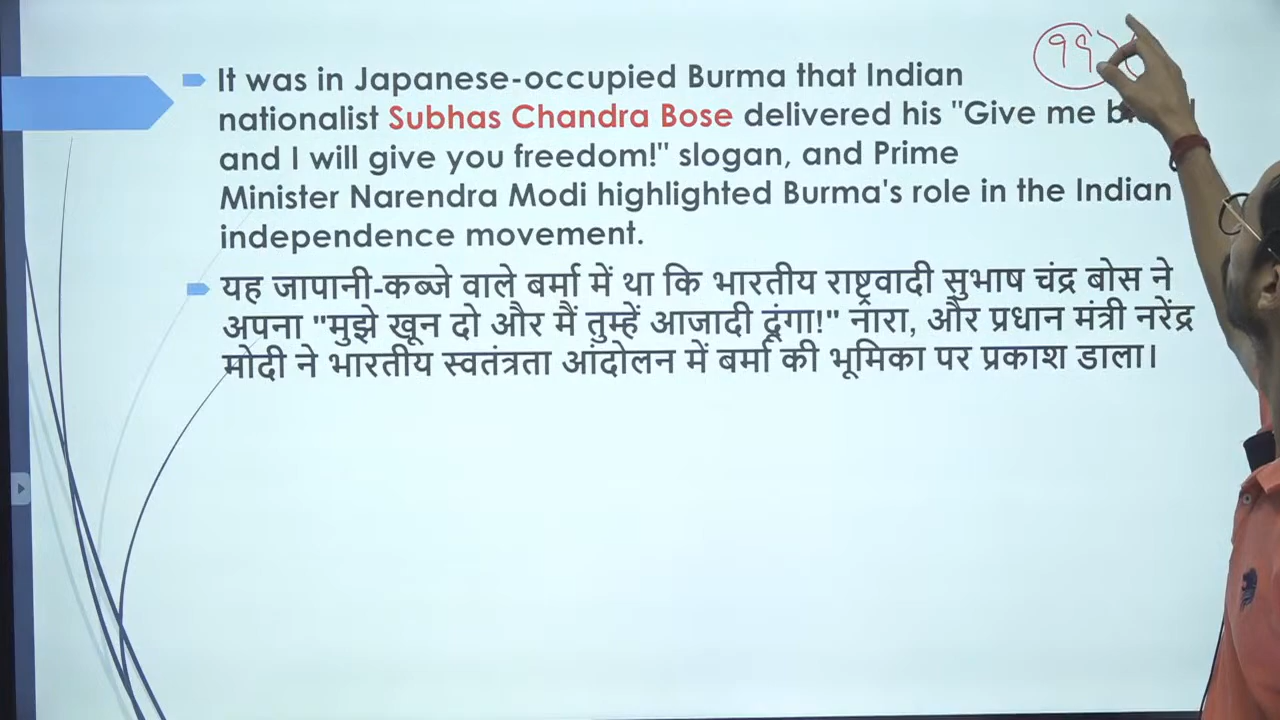 It was in Japanese-occupied Burma that Indian
nationalist Subhas Chandra Bose delivered his "Give me
and I will give you freedom!" slogan, and Prime
Minister Narendra Modi highlighted Burma's role in the Indian
independence movement.
यह जापानी-कब्जे वाले बर्मा में था कि भारतीय राष्ट्रवादी सुभाष चंद्र बोस ने
अपना "मुझे खून दो और मैं तुम्हें आजादी दूंगा!" नारा, और प्रधान मंत्री नरेंद्र
मोदी ने भारतीय स्वतंत्रता आंदोलन में बर्मा की भूमिका पर प्रकाश डाला।